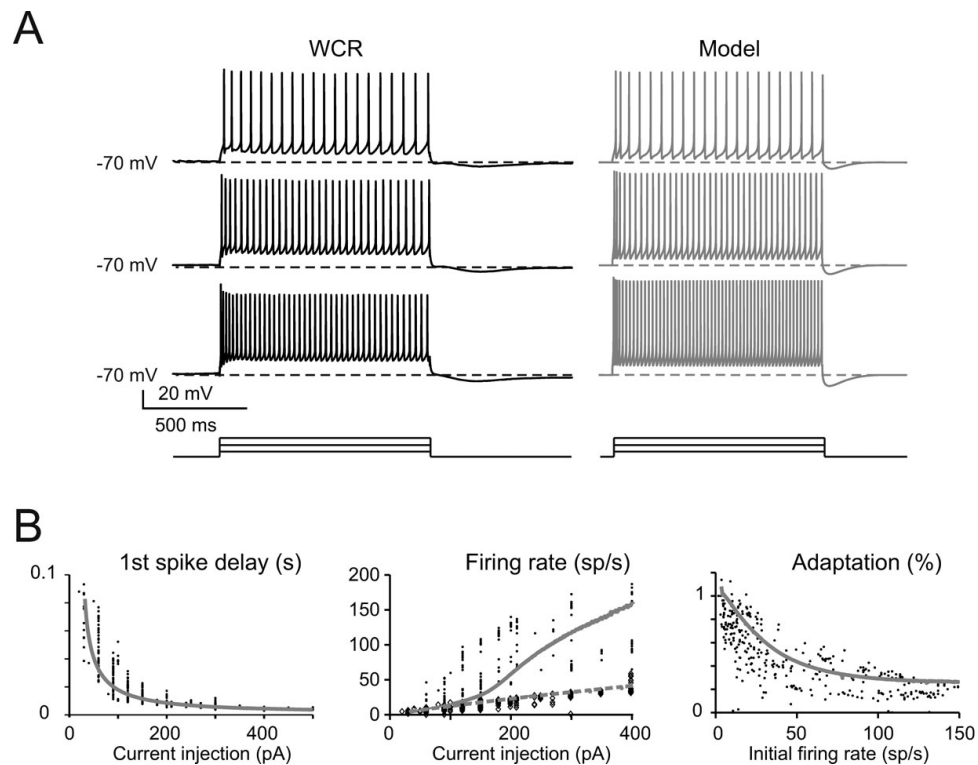 A
WCR
Model
-70 mV
-70 mV
-70 mV
20 mV
500 ms
B
1st spike delay (s)
0.1
0
0
200
400
Current injection (pA)
Firing rate (sp/s)
200
150
100
50
0
0
200
400
Current injection (pA)
Adaptation (%)
1
0
0
50
100
150
Initial firing rate (sp/s)